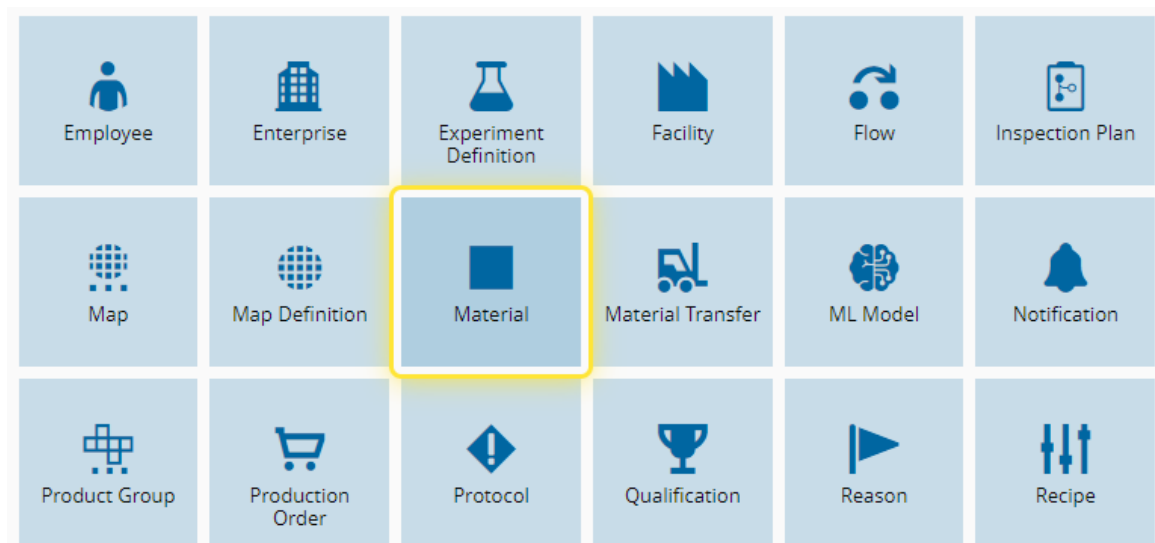 Employee
Enterprise
Experiment
Definition
Facility
Flow
Inspection Plan
Map
Map Definition
Material
Material Transfer
ML Model
Notification
Product Group
Production
Order
Protocol
Qualification
Reason
Recipe